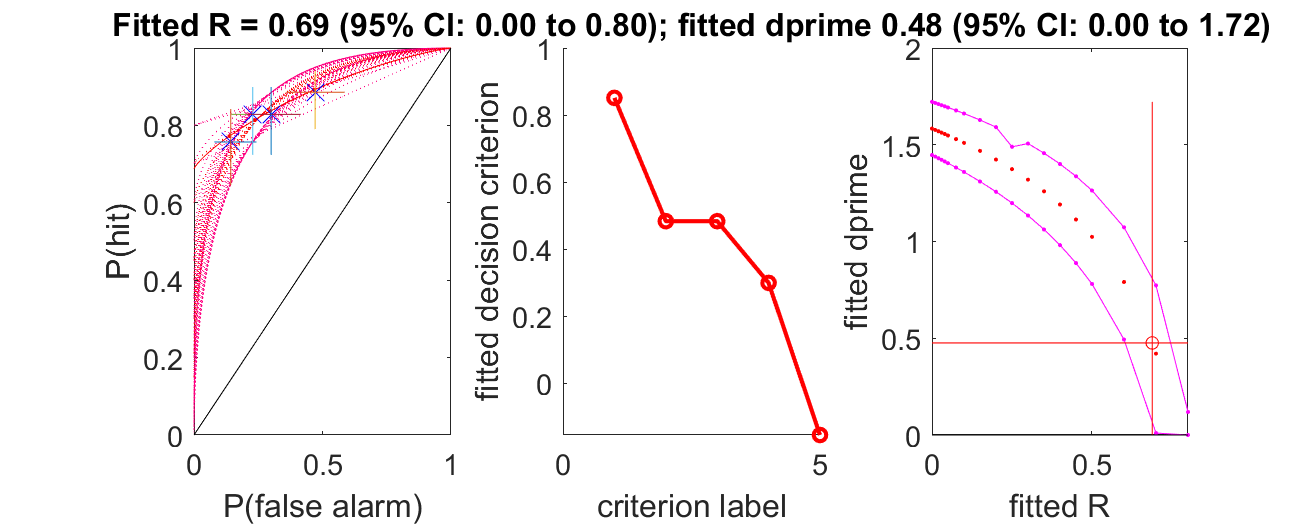 Fitted R = 0.69 (95% CI: 0.00 to 0.80); fitted dprime 0.48 (95% CI: 0.00 to 1.72)
1
0.8
0.6
0.4
0.2
0
0 0.5 1
P(hit)
P(false alarm)
1
0.8
0.6
0.4
0.2
0
0 5
fitted decision criterion
criterion label
2
1.5
1
0.5
0
0 0.5
fitted dprime
fitted R